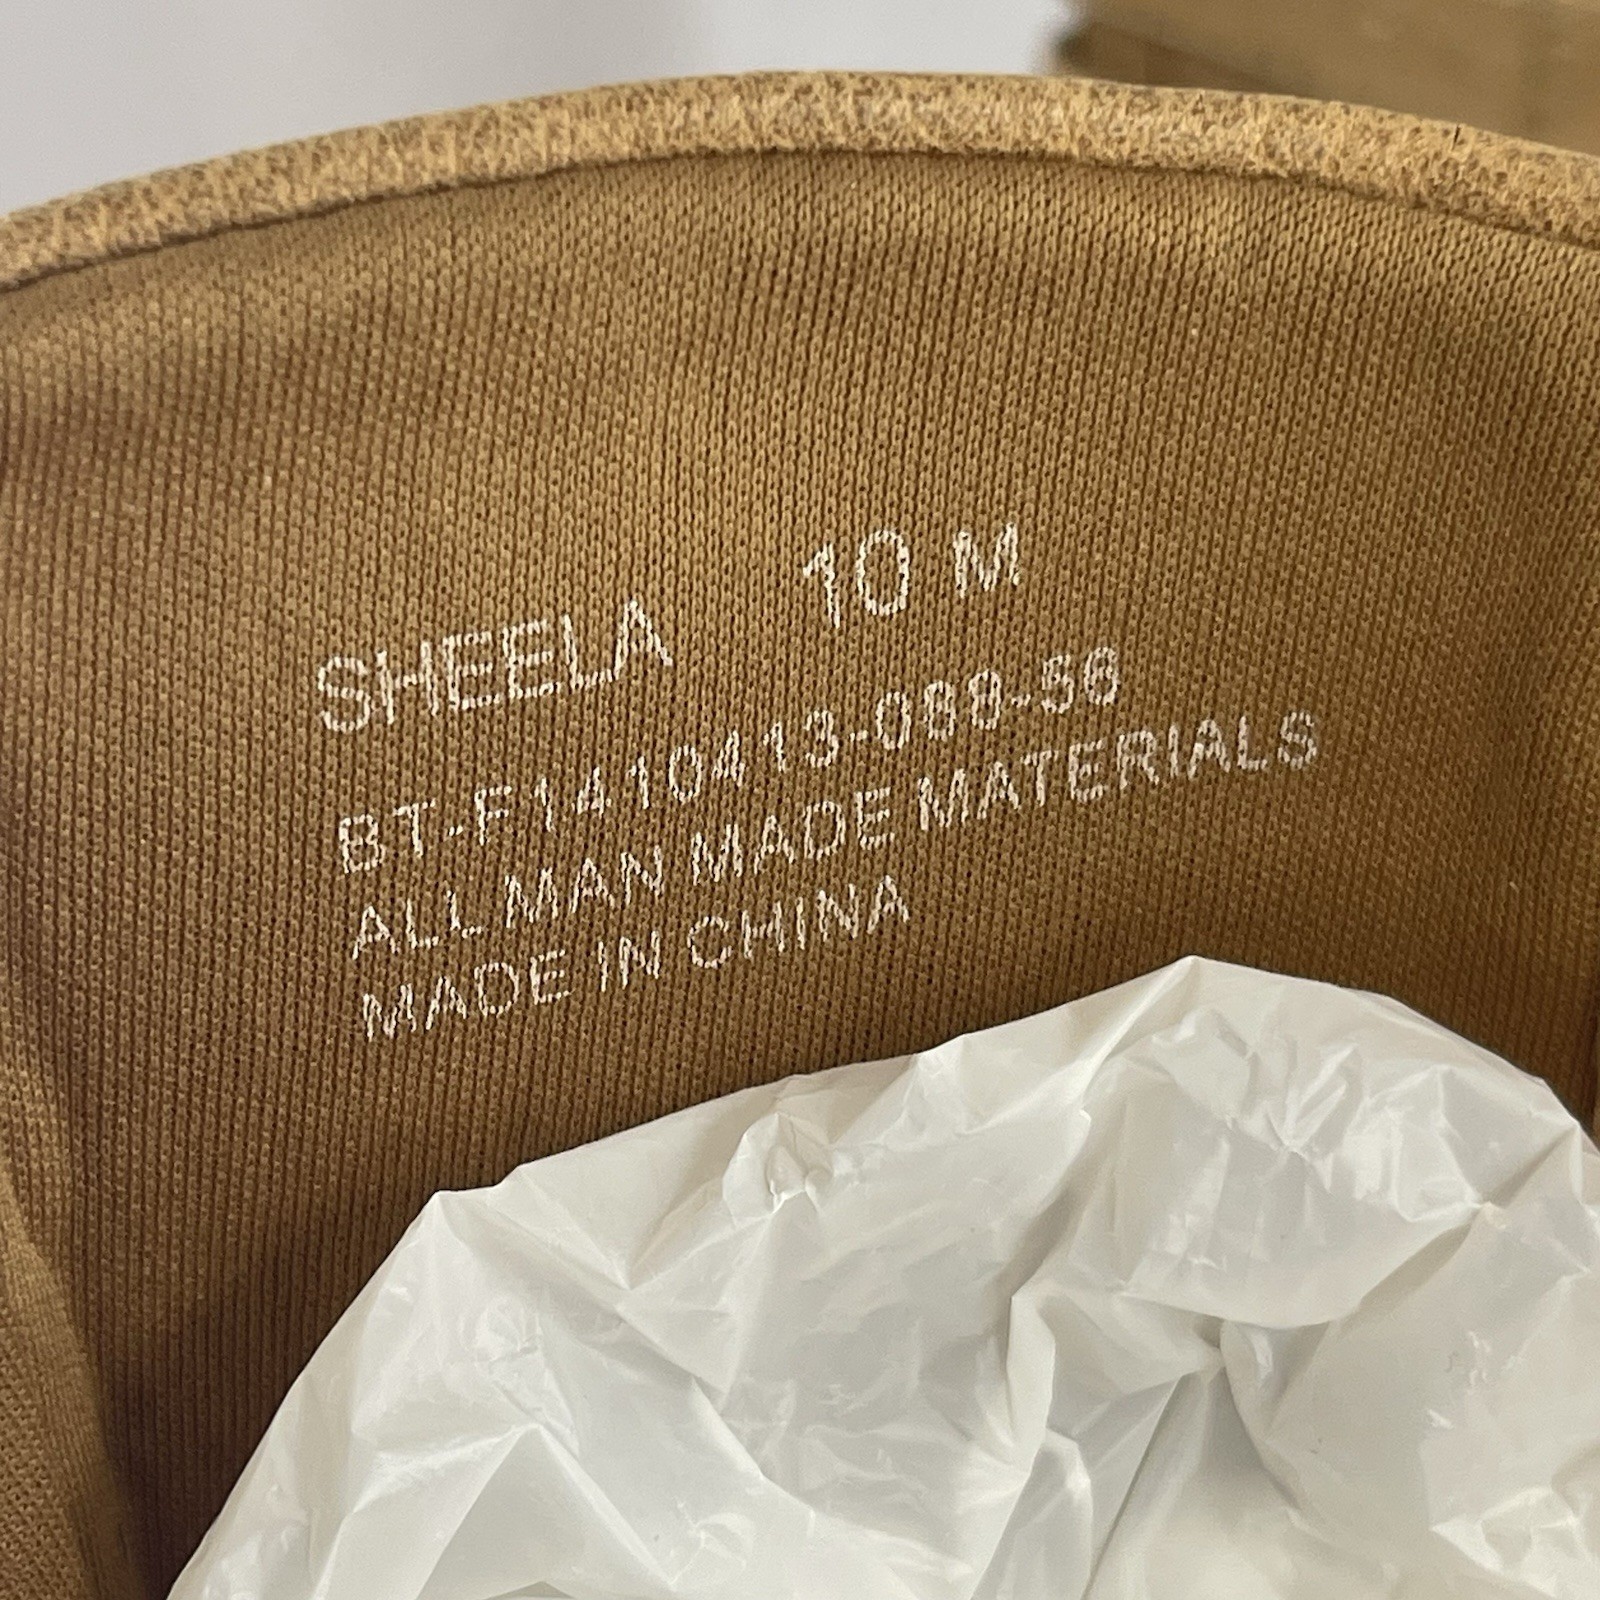 SHEELA 10 M
BT-F1410413-088-56
ALL MAN MADE MATERIALS
MADE IN CHINA